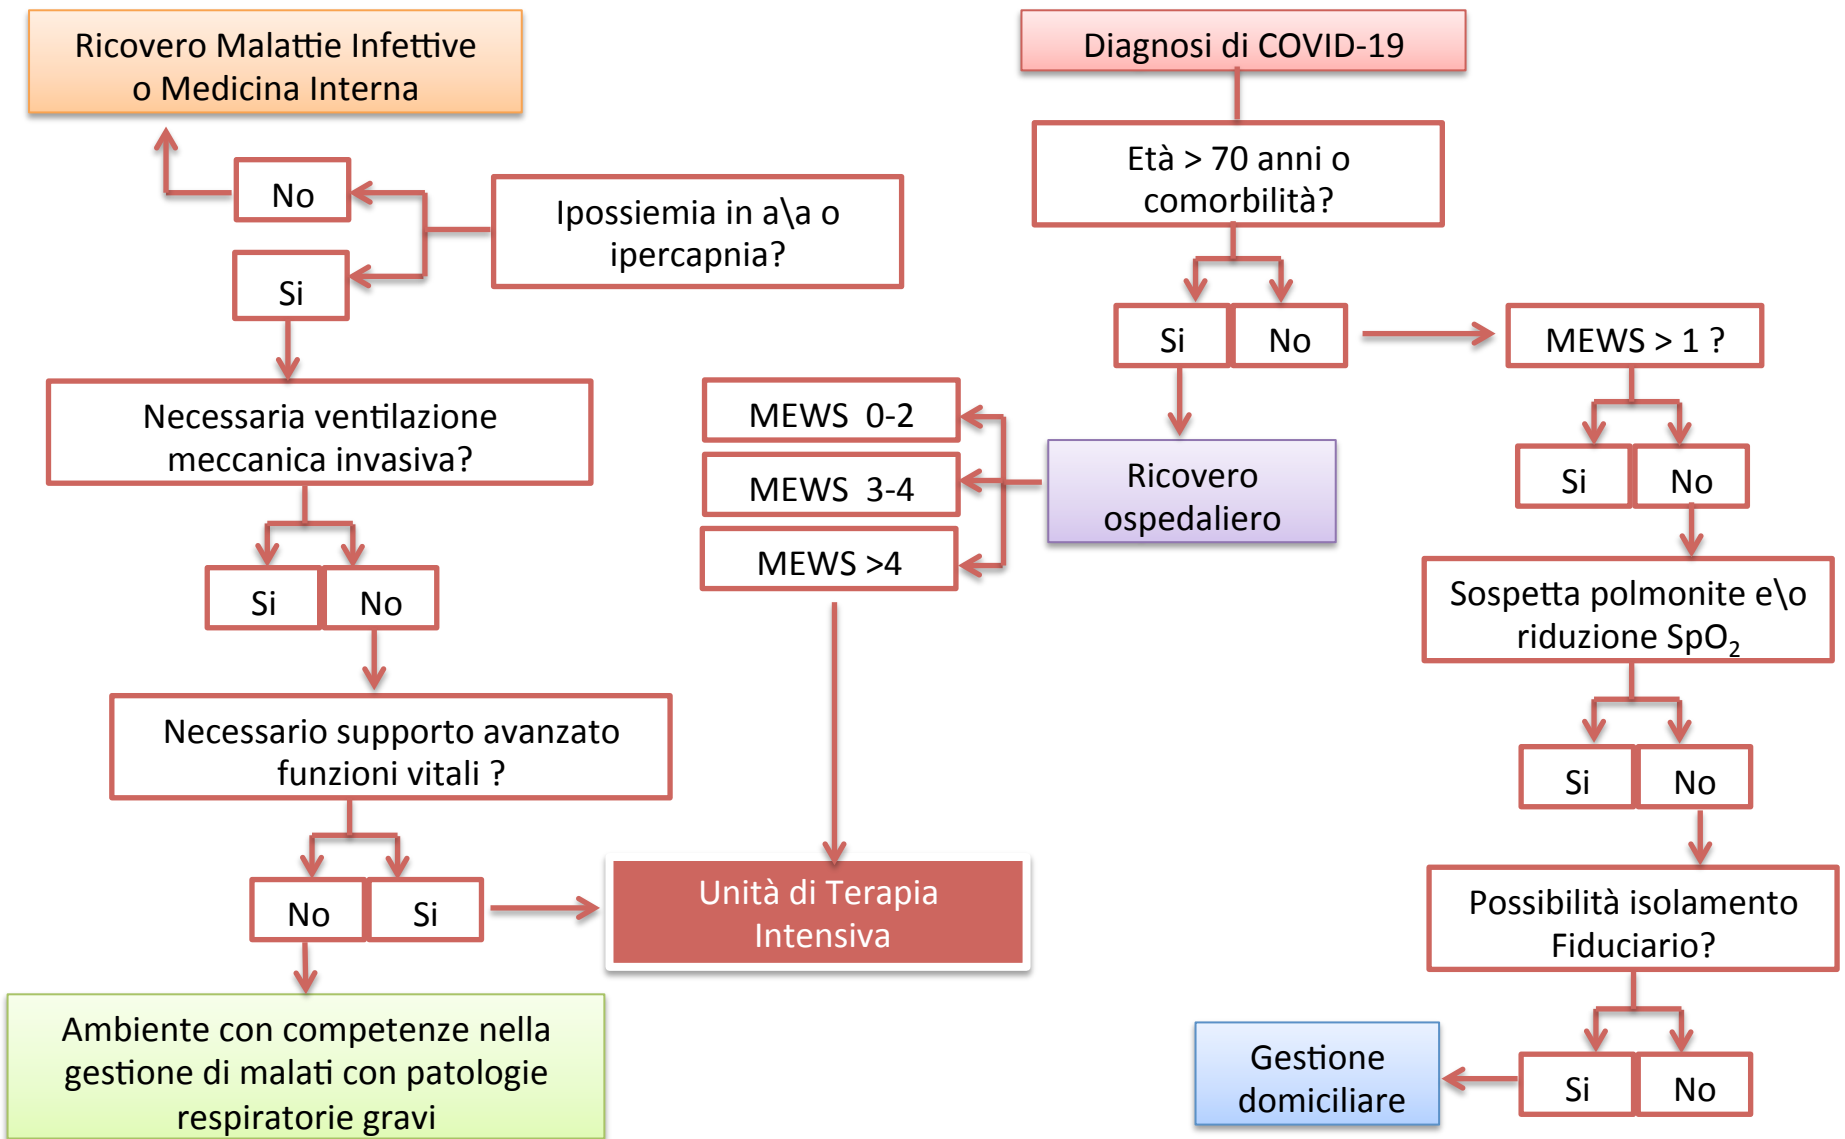 Ricovero Malattie Infettive
o Medicina Interna
No
Si
Ipossiemia in a\a o
ipercapnia?
Necessaria ventilazione
meccanica invasiva?
Si
No
Necessario supporto avanzato
funzioni vitali ?
No
Si
Ambiente con competenze nella
gestione di malati con patologie
respiratorie gravi
Diagnosi di COVID-19
Età > 70 anni o
comorbilità?
Si
No
MEWS 0-2
MEWS 3-4
MEWS >4
Ricovero
ospedaliero
Unità di Terapia
Intensiva
MEWS > 1 ?
Si
No
Sospetta polmonite e\o
riduzione SpO₂
Si
No
Possibilità isolamento
Fiduciario?
Si
No
Gestione
domiciliare